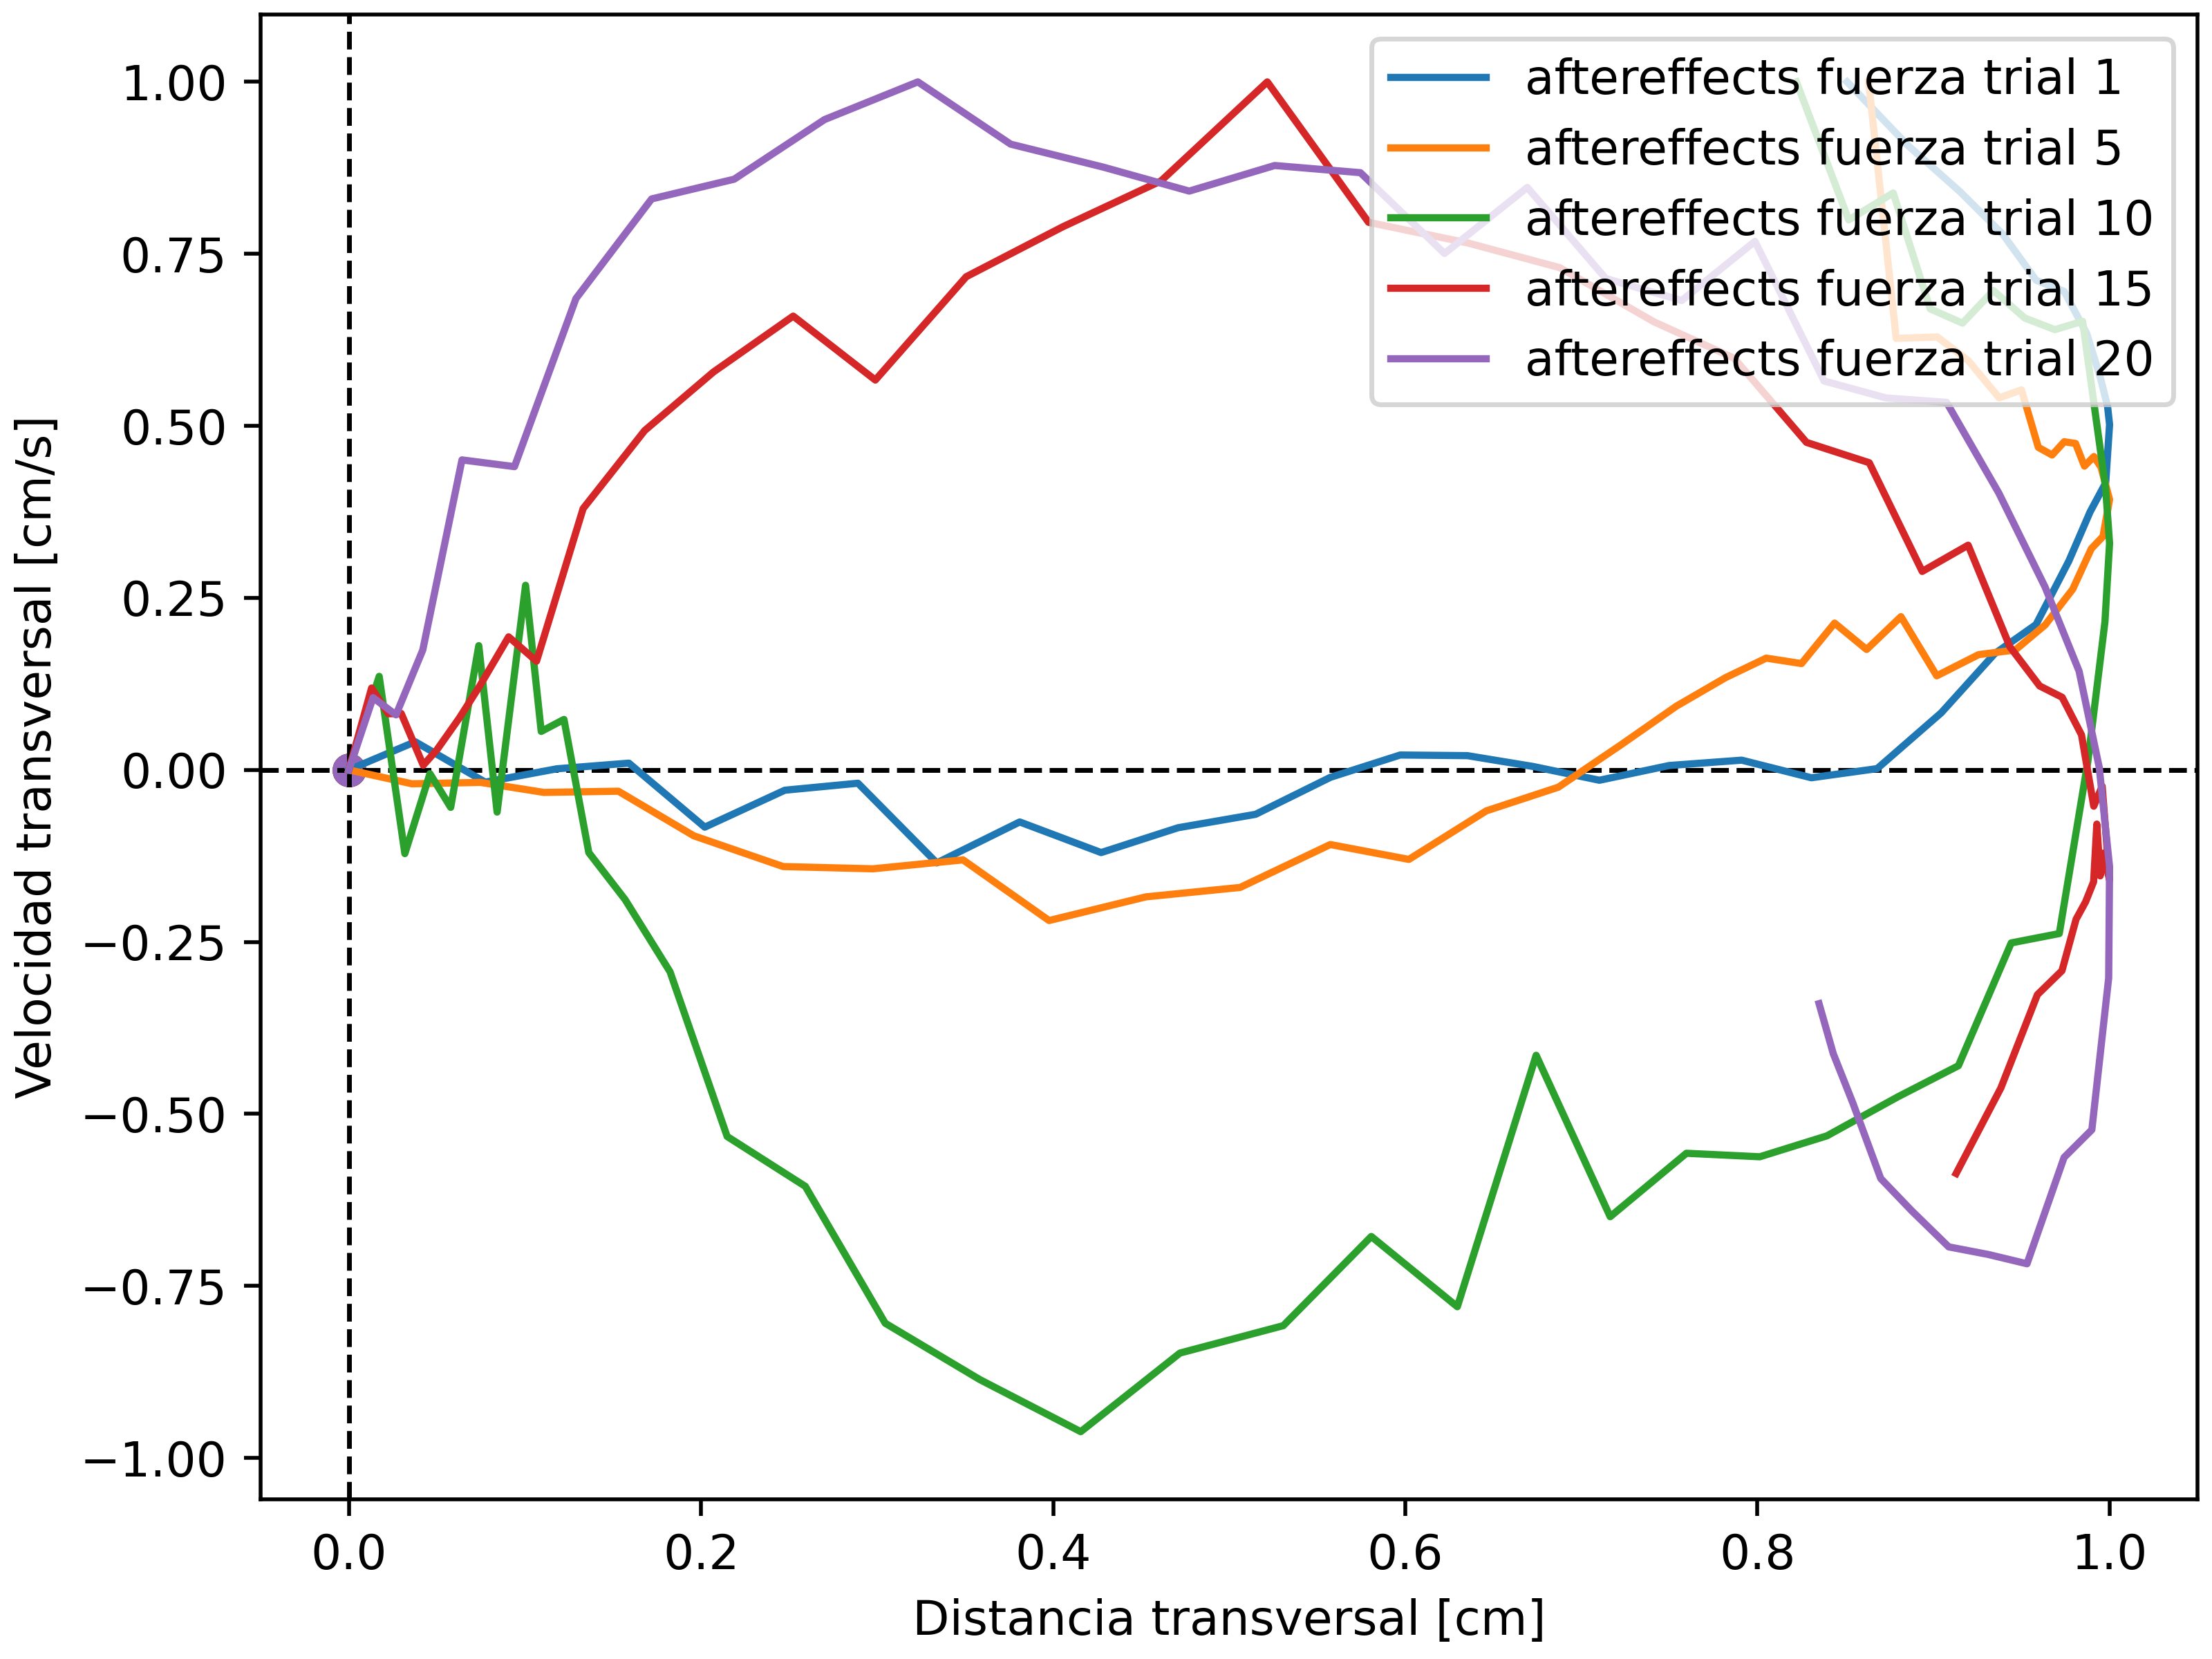 aftereffects fuerza trial 1
aftereffects fuerza trial 5
aftereffects fuerza trial 10
aftereffects fuerza trial 15
aftereffects fuerza trial 20
Velocidad transversal [cm/s]
1.00
0.75
0.50
0.25
0.00
−0.25
−0.50
−0.75
−1.00
0.0 0.2 0.4 0.6 0.8 1.0
Distancia transversal [cm]